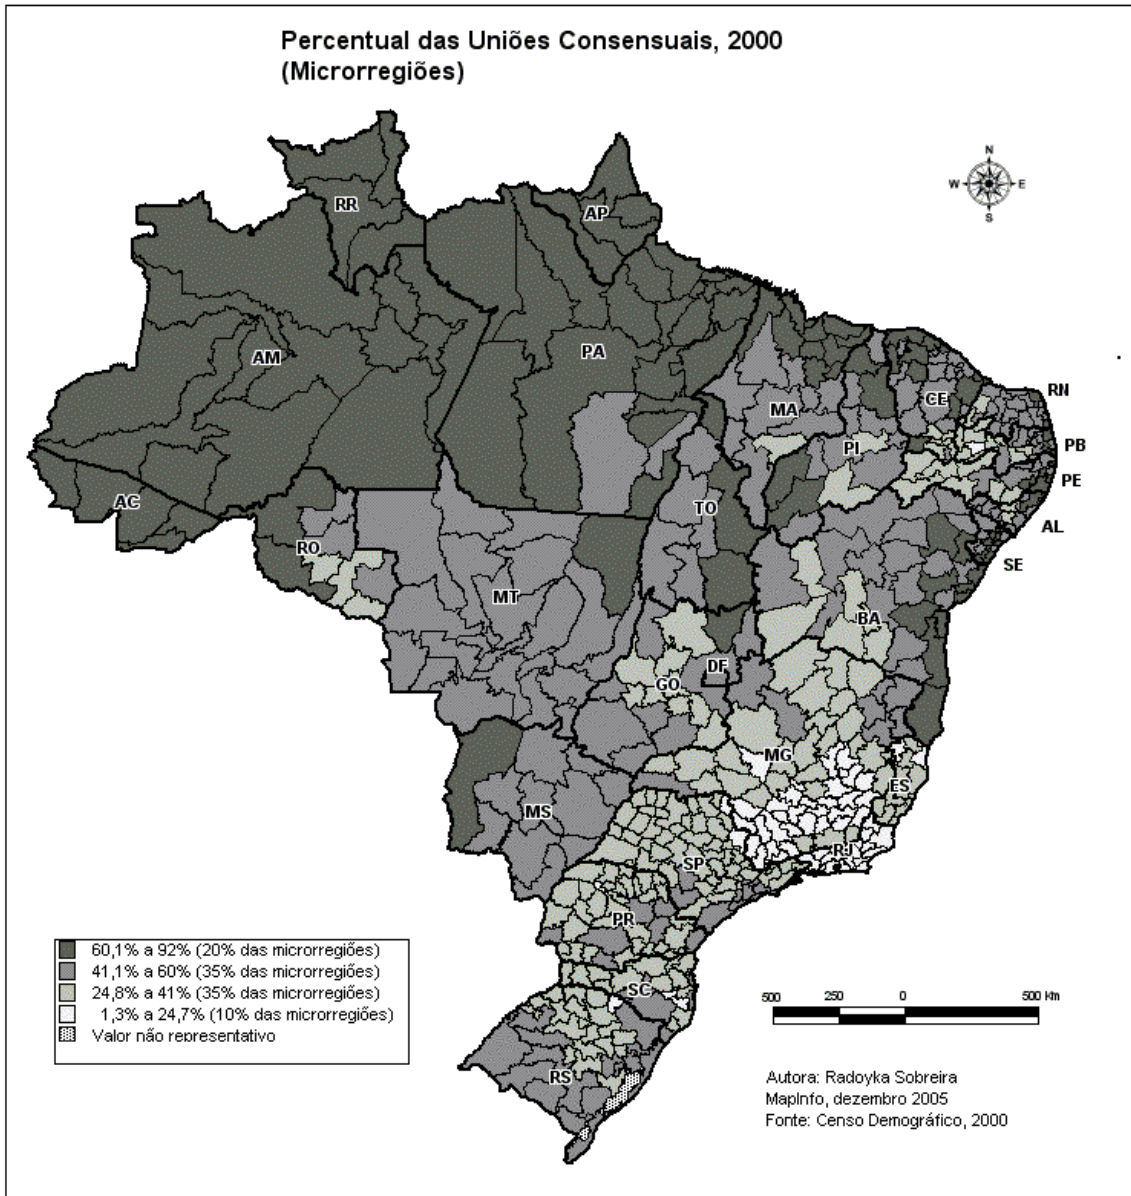 Percentual das Uniões Consensuais, 2000
(Microrregiões)
N
W E
S
RR
AP
AM
PA
MA
CE
RN
PI
PB
PE
AC
TO
AL
RO
SE
MT
BA
DF
GO
MG
ES
MS
RJ
SP
PR
SC
RS
60,1% a 92% (20% das microrregiões)
41,1% a 60% (35% das microrregiões)
24,8% a 41% (35% das microrregiões)
1,3% a 24,7% (10% das microrregiões)
Valor não representativo
500 250 0 500 km
Autora: Radoyka Sobreira
MapInfo, dezembro 2005
Fonte: Censo Demográfico, 2000